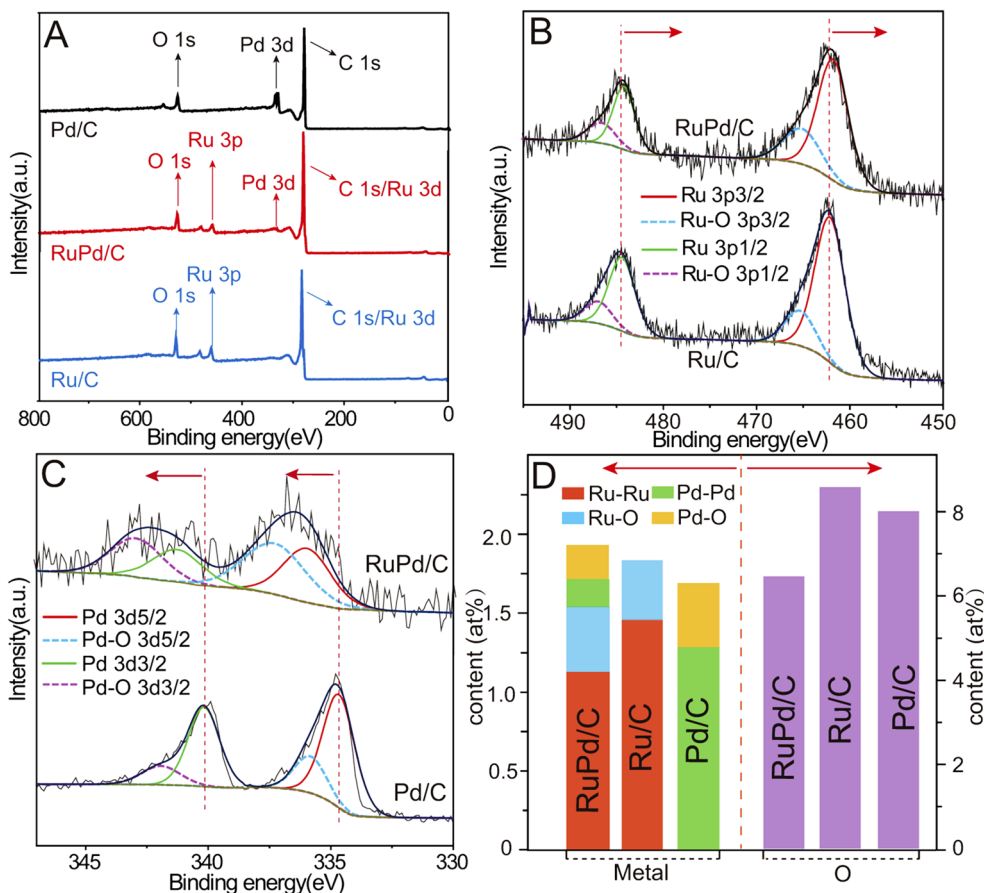 A
O 1s
Pd 3d
C 1s
Pd/C
O 1s
Ru 3p
Pd 3d
C 1s/Ru 3d
RuPd/C
O 1s
Ru 3p
C 1s/Ru 3d
Ru/C
Intensity(a.u.)
800 600 400 200 0
Binding energy(eV)
B
RuPd/C
Ru 3p3/2
Ru-O 3p3/2
Ru 3p1/2
Ru-O 3p1/2
Ru/C
Intensity(a.u.)
490 480 470 460 450
Binding energy(eV)
C
RuPd/C
Pd 3d5/2
Pd-O 3d5/2
Pd 3d3/2
Pd-O 3d3/2
Pd/C
Intensity(a.u.)
345 340 335 330
Binding energy(eV)
D
Ru-Ru Pd-Pd
Ru-O Pd-O
2.0
1.5
1.0
0.5
0
content (at%)
RuPd/C
Ru/C
Pd/C
RuPd/C
Ru/C
Pd/C
8
6
4
2
0
content (at%)
Metal O